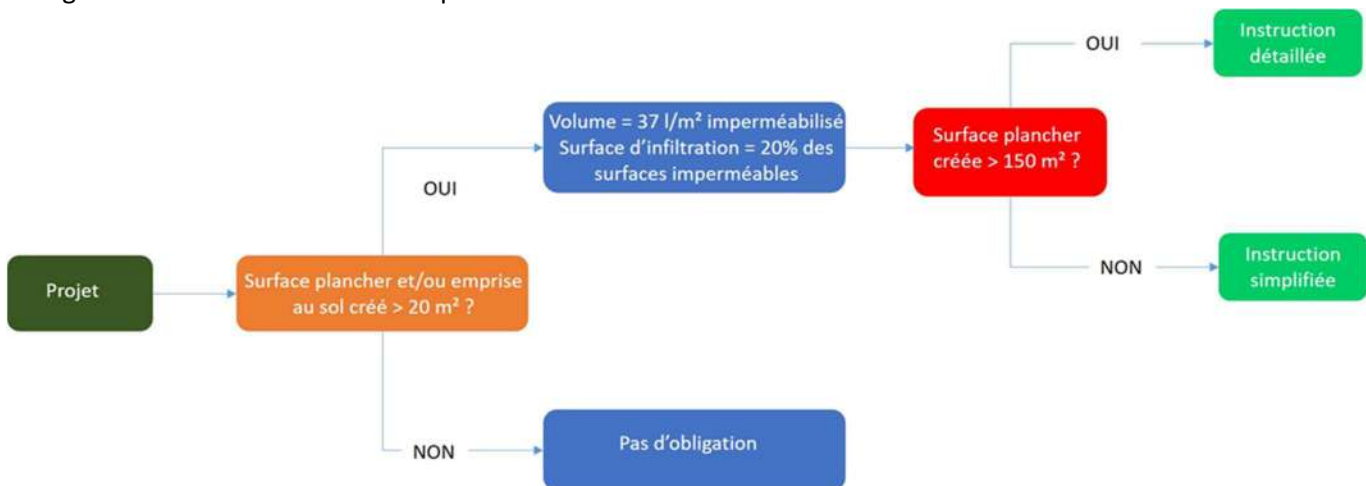 Projet
Surface plancher et/ou emprise
au sol créé > 20 m² ?
OUI
NON
Volume = 37 l/m² imperméabilisé
Surface d'infiltration = 20% des
surfaces imperméables
Pas d'obligation
Surface plancher
créée > 150 m² ?
OUI
NON
Instruction
détaillée
Instruction
simplifiée